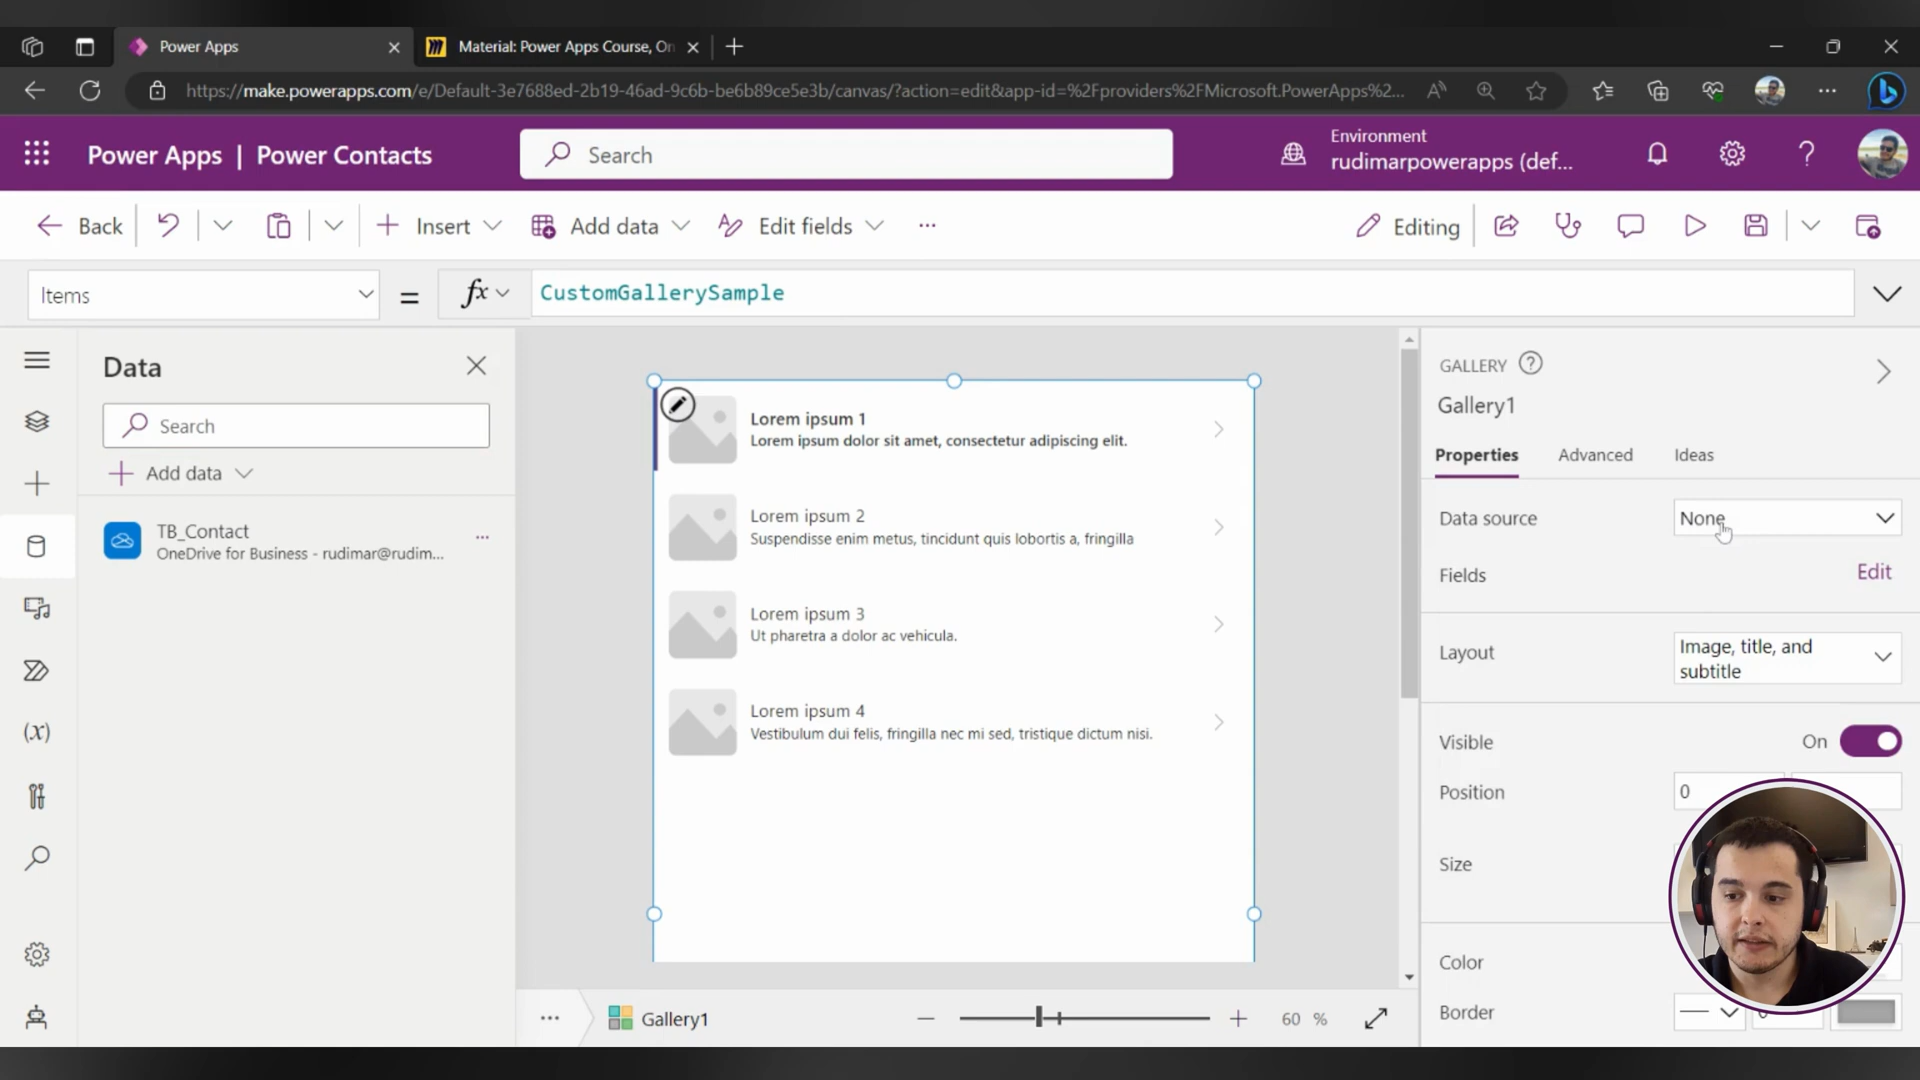 Power Apps
Material: Power Apps Course, On
https://make.powerapps.com/e/Default-3e7688ed-2b19-46ad-9c6b-be6b89ce5e3b/canvas/?action=edit&app-id=%2Fproviders%2FMicrosoft.PowerApps%2...
Power Apps | Power Contacts
Search
Environment
rudimarpowerapps (def...
Back
Insert
Add data
Edit fields
Editing
Items
=
fx
CustomGallerySample
Data
Search
Add data
TB_Contact
OneDrive for Business - rudimar@rudim...
Lorem ipsum 1
Lorem ipsum dolor sit amet, consectetur adipiscing elit.
Lorem ipsum 2
Suspendisse enim metus, tincidunt quis lobortis a, fringilla
Lorem ipsum 3
Ut pharetra a dolor ac vehicula.
Lorem ipsum 4
Vestibulum dui felis, fringilla nec mi sed, tristique dictum nisi.
Gallery1
60 %
GALLERY
Gallery1
Properties
Advanced
Ideas
Data source
None
Fields
Edit
Layout
Image, title, and
subtitle
Visible
On
Position
0
Size
Color
Border